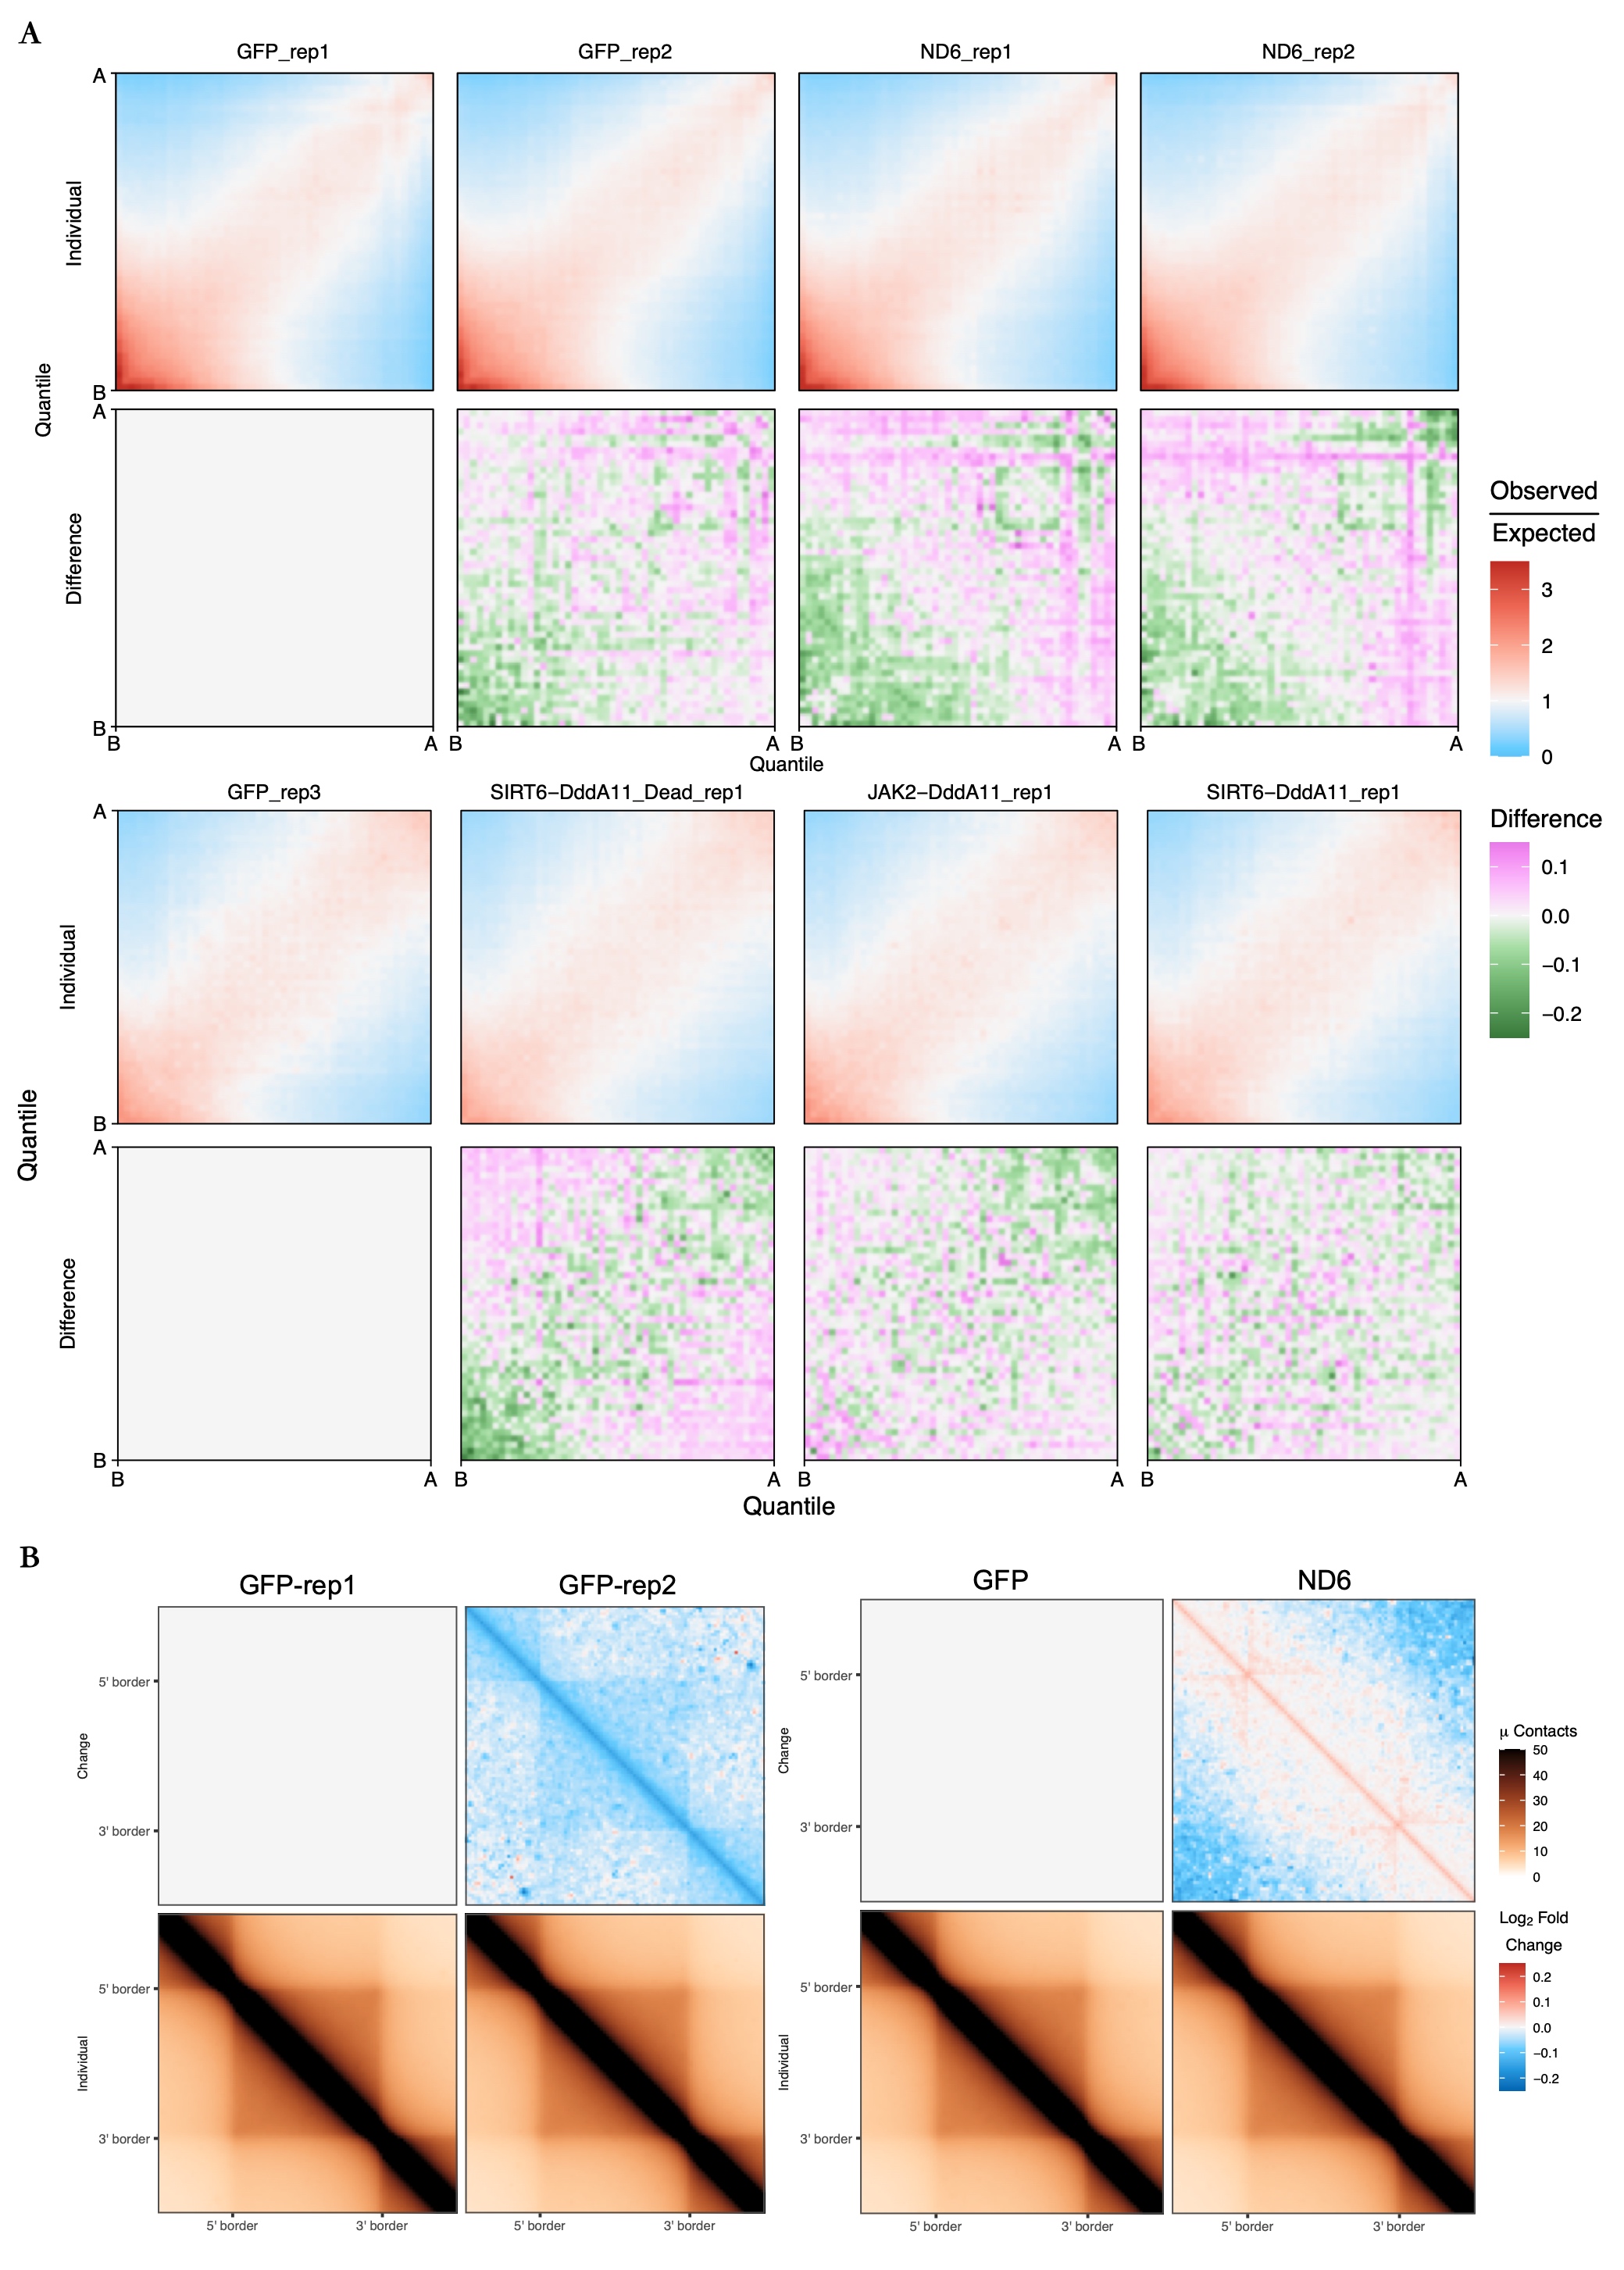 A
GFP_rep1 GFP_rep2 ND6_rep1 ND6_rep2
A
Individual
B
Quantile
A
Difference
B
B A B A B A B A
Quantile
Observed
Expected
3
2
1
0
GFP_rep3 SIRT6−DddA11_Dead_rep1 JAK2−DddA11_rep1 SIRT6−DddA11_rep1
Difference
0.1
0.0
−0.1
−0.2
A
Individual
B
Quantile
A
Difference
B
B A B A B A B A
Quantile
B
GFP-rep1 GFP-rep2 GFP ND6
5' border
Change
3' border
5' border
Individual
3' border
5' border 3' border 5' border 3' border
5' border
Change
3' border
5' border
Individual
3' border
5' border 3' border 5' border 3' border
μ Contacts
50
40
30
20
10
0
Log2 Fold
Change
0.2
0.1
0.0
−0.1
−0.2